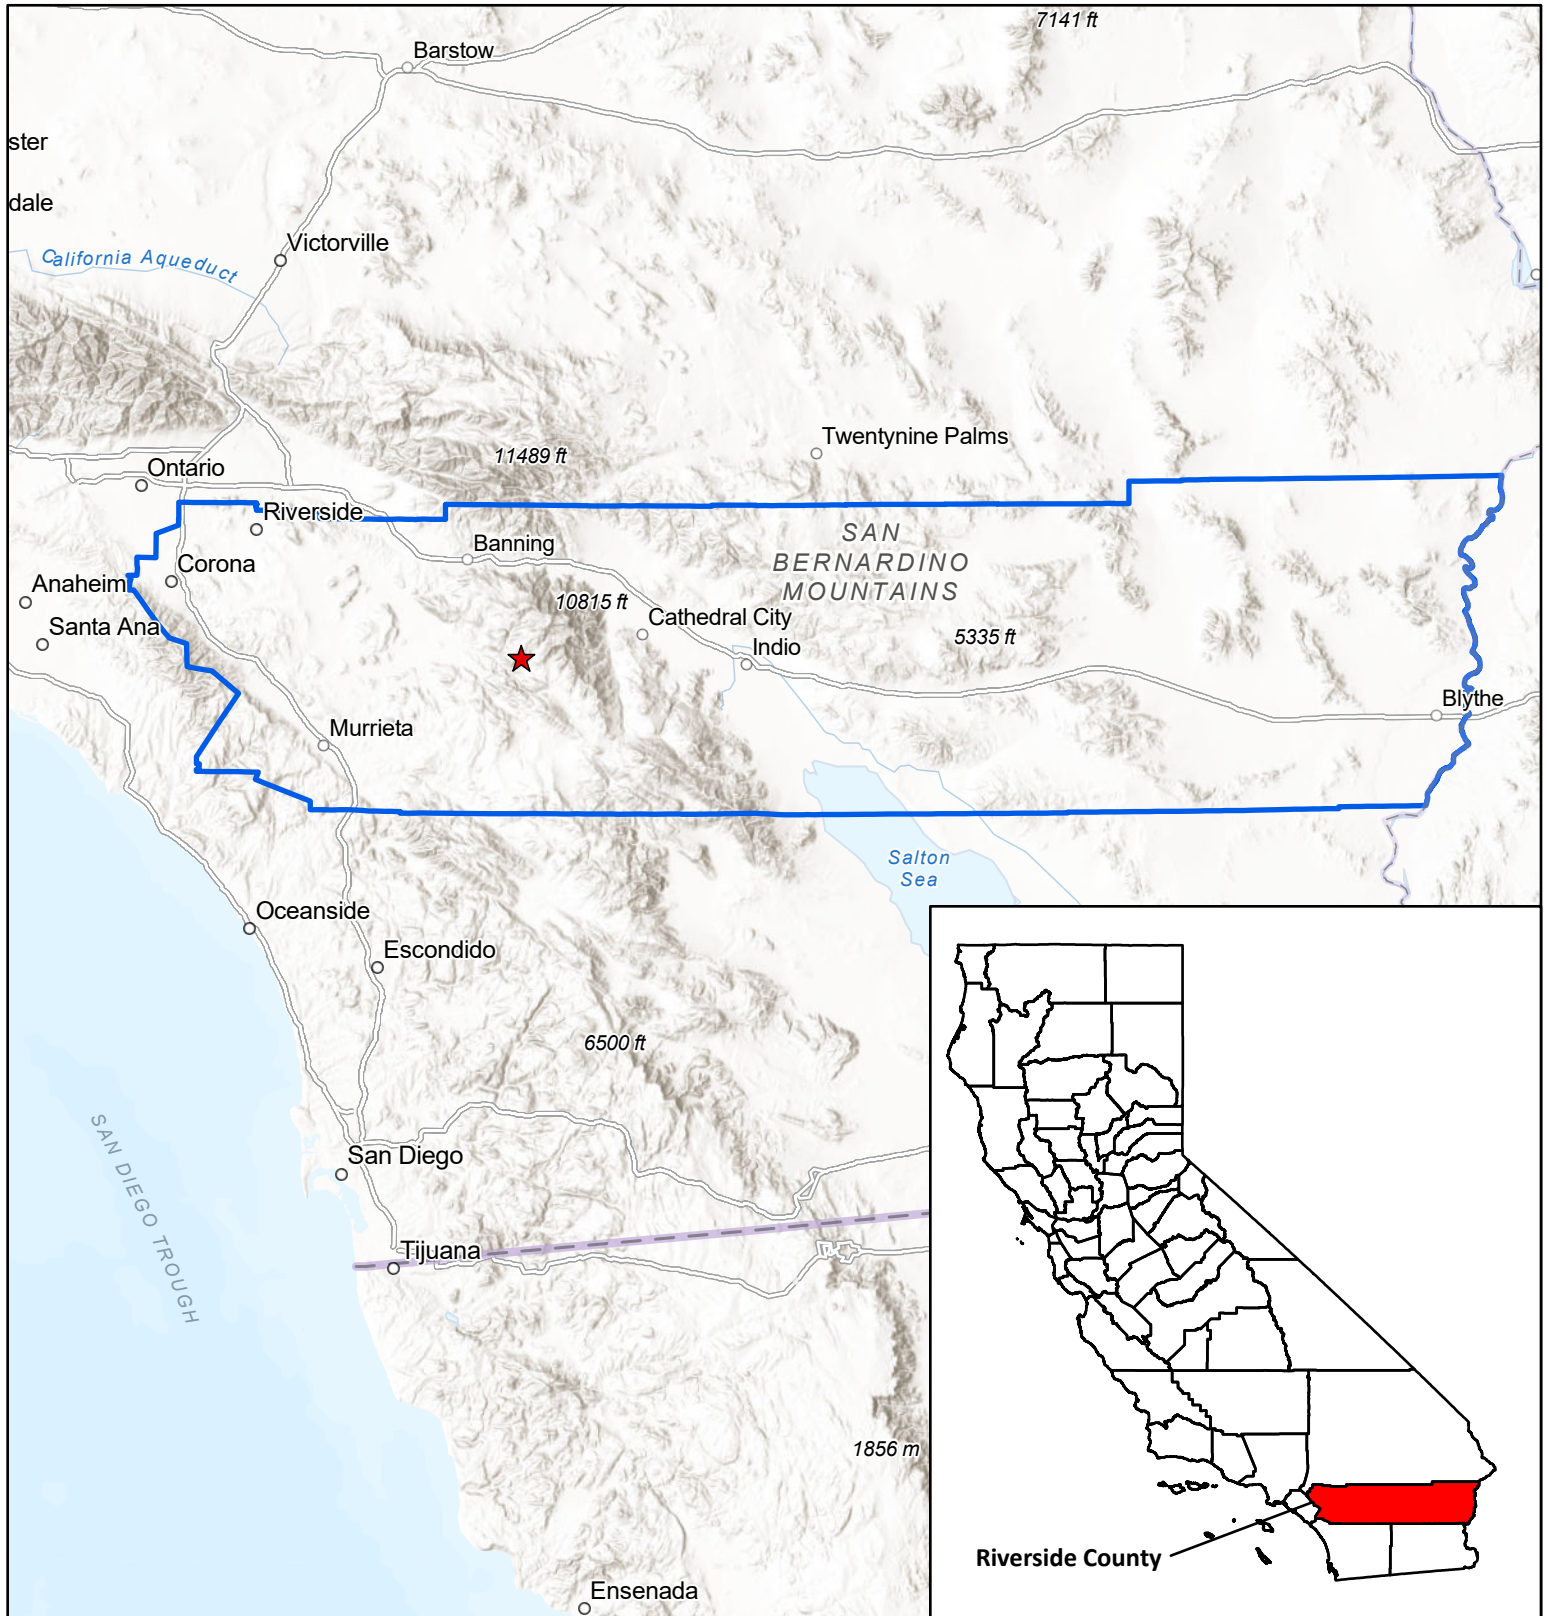 7141 ft
Barstow
ster
dale
Victorville
California Aqueduct
Twentynine Palms
11489 ft
Ontario
Riverside
SAN
BERNARDINO
MOUNTAINS
Banning
Corona
Anaheim
10815 ft
Cathedral City
Santa Ana
5335 ft
Indio
Blythe
Murrieta
Salton
Sea
Oceanside
Escondido
6500 ft
SAN DIEGO TROUGH
San Diego
Tijuana
1856 m
Riverside County
Ensenada